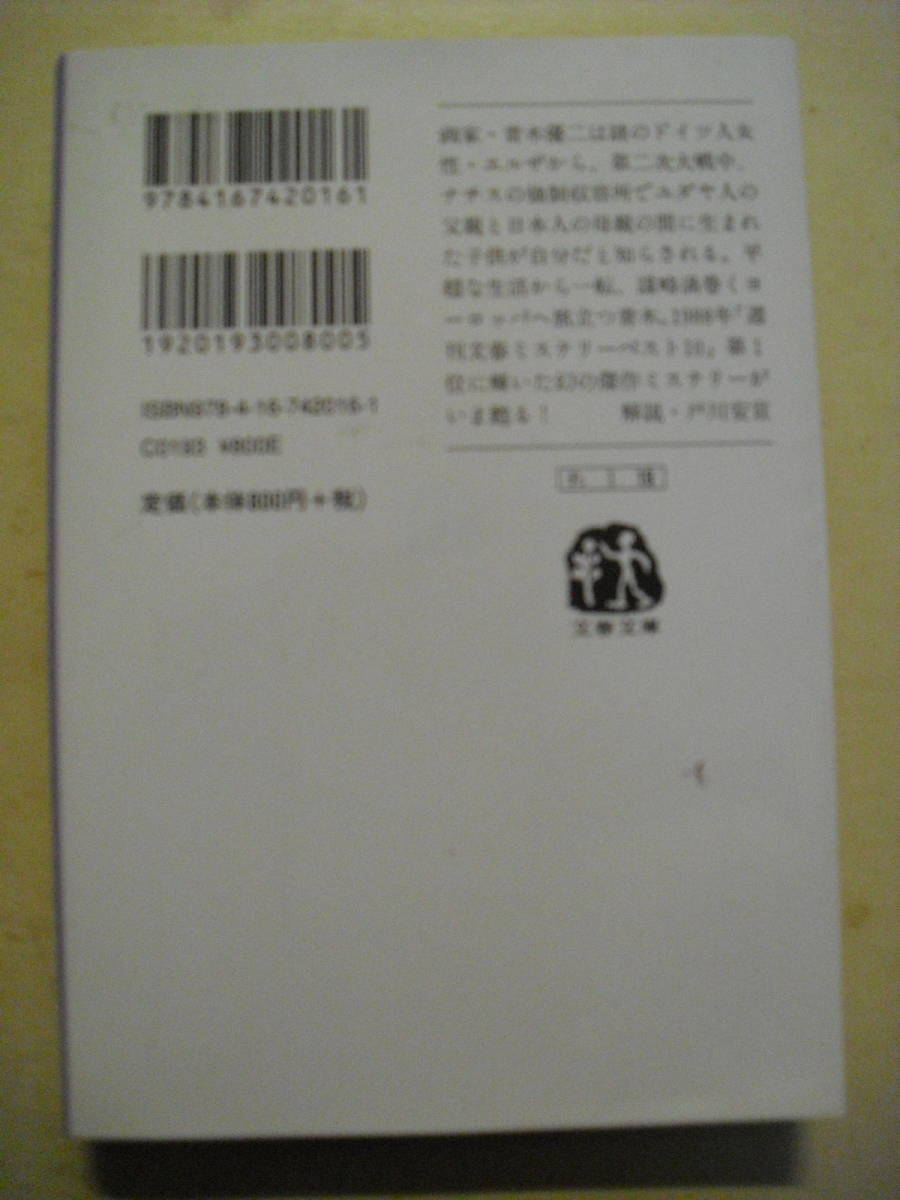 9784167420161
1920193008005
ISBN978-4-16-742016-1
C0193 ¥800E
定価(本体800円+税)
画家・青木優二は謎のドイツ人女
性・エルザから、第二次大戦中、
ナチスの強制収容所でユダヤ人の
父親と日本人の母親の間に生まれ
た子供が自分だと知らされる。平
穏な生活から一転、謀略渦巻くヨ
ーロッパへ旅立つ青木。1988年「週
刊文春ミステリーベスト10」第1
位に輝いた幻の傑作ミステリーが
いま甦る! 解説・戸川安宣
文春文庫